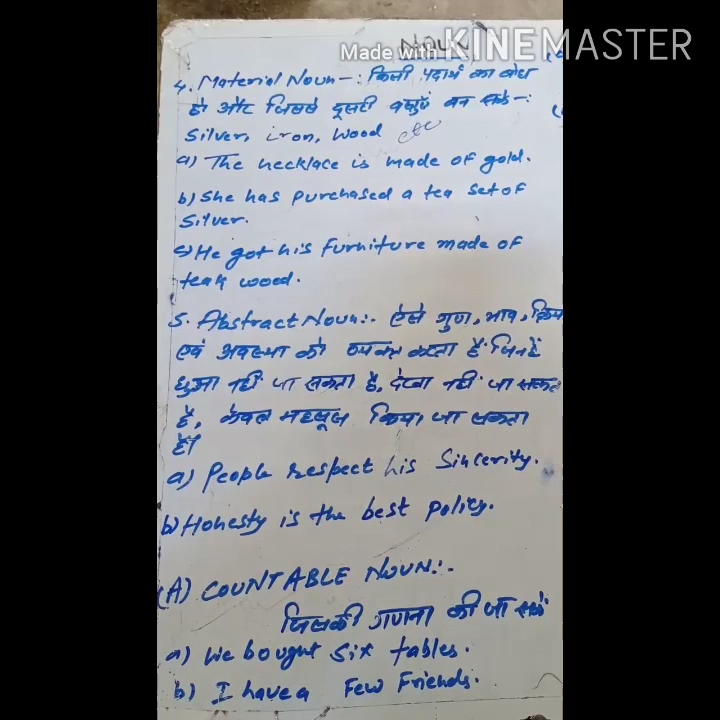 NOUN
Made with KINEMASTER
4. Material Noun-: किसी पदार्थ का बोध
हो और जिससे दूसरी वस्तुएं बन सके-:
Silver, iron, wood etc
a) The necklace is made of gold.
b) She has purchased a tea set of
Silver.
c) He got his Furniture made of
teak wood.
5. Abstract Noun:- ऐसे गुण, भाव, क्रिया
एवं अवस्था को व्यक्त करता है जिन्हें
छुआ नहीं जा सकता है, देखा नहीं जा सकता
है, केवल महसूस किया जा सकता
है।
a) People respect his Sincerity.
b) Honesty is the best policy.
(A) COUNTABLE NOUN:-
जिसकी गणना की जा सके
a) We bought six tables.
b) I have a Few Friends.